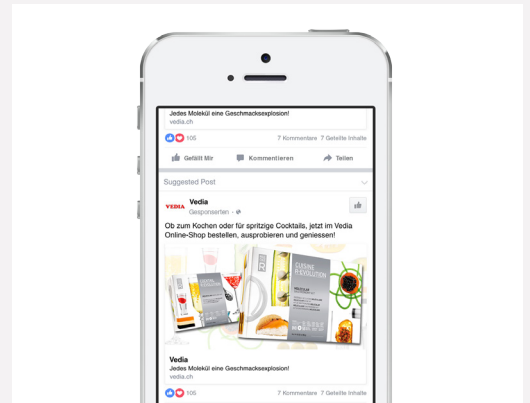 Jedes Molekül eine Geschmacksexplosion!
vedia.ch
105
7 Kommentare 7 Geteilte Inhalte
Gefällt Mir
Kommentieren
Teilen
Suggested Post
VEDIA
Vedia
Gesponserten
Ob zum Kochen oder für spritzige Cocktails, jetzt im Vedia
Online-Shop bestellen, ausprobieren und geniessen!
CUISINE
R-EVOLUTION
Vedia
Jedes Molekül eine Geschmacksexplosion!
vedia.ch
105
7 Kommentare 7 Geteilte Inhalte